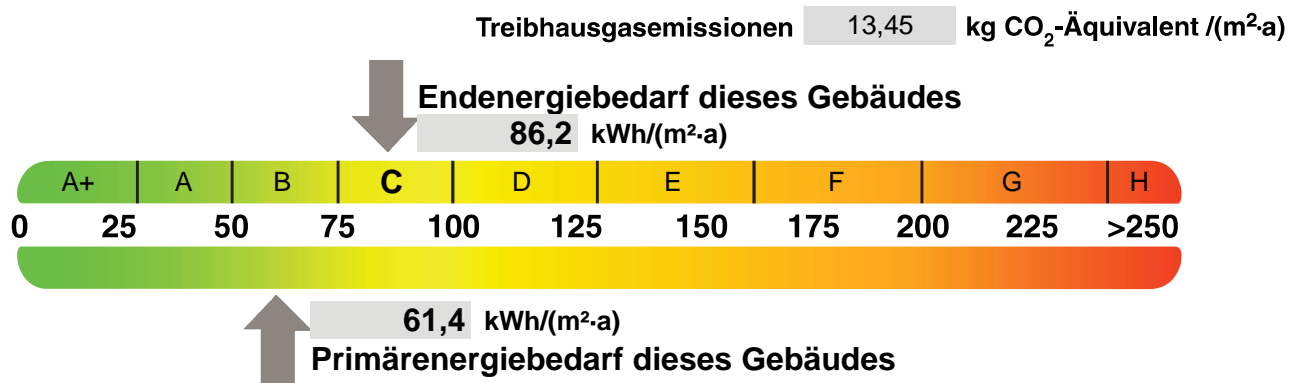 Treibhausgasemissionen 13,45 kg CO₂-Äquivalent /(m²·a)
Endenergiebedarf dieses Gebäudes
86,2 kWh/(m²·a)
A+ A B C D E F G H
0 25 50 75 100 125 150 175 200 225 >250
61,4 kWh/(m²·a)
Primärenergiebedarf dieses Gebäudes